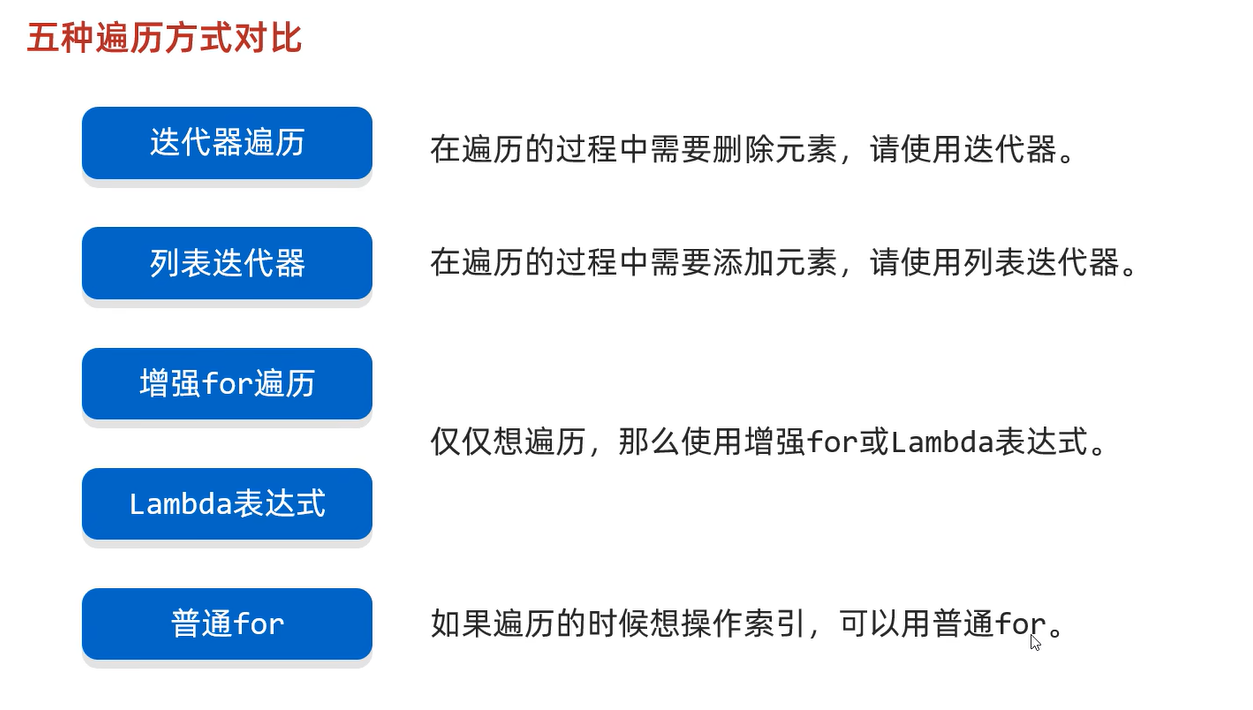 五种遍历方式对比
迭代器遍历
在遍历的过程中需要删除元素，请使用迭代器。
列表迭代器
在遍历的过程中需要添加元素，请使用列表迭代器。
增强for遍历
仅仅想遍历，那么使用增强for或Lambda表达式。
Lambda表达式
普通for
如果遍历的时候想操作索引，可以用普通for。